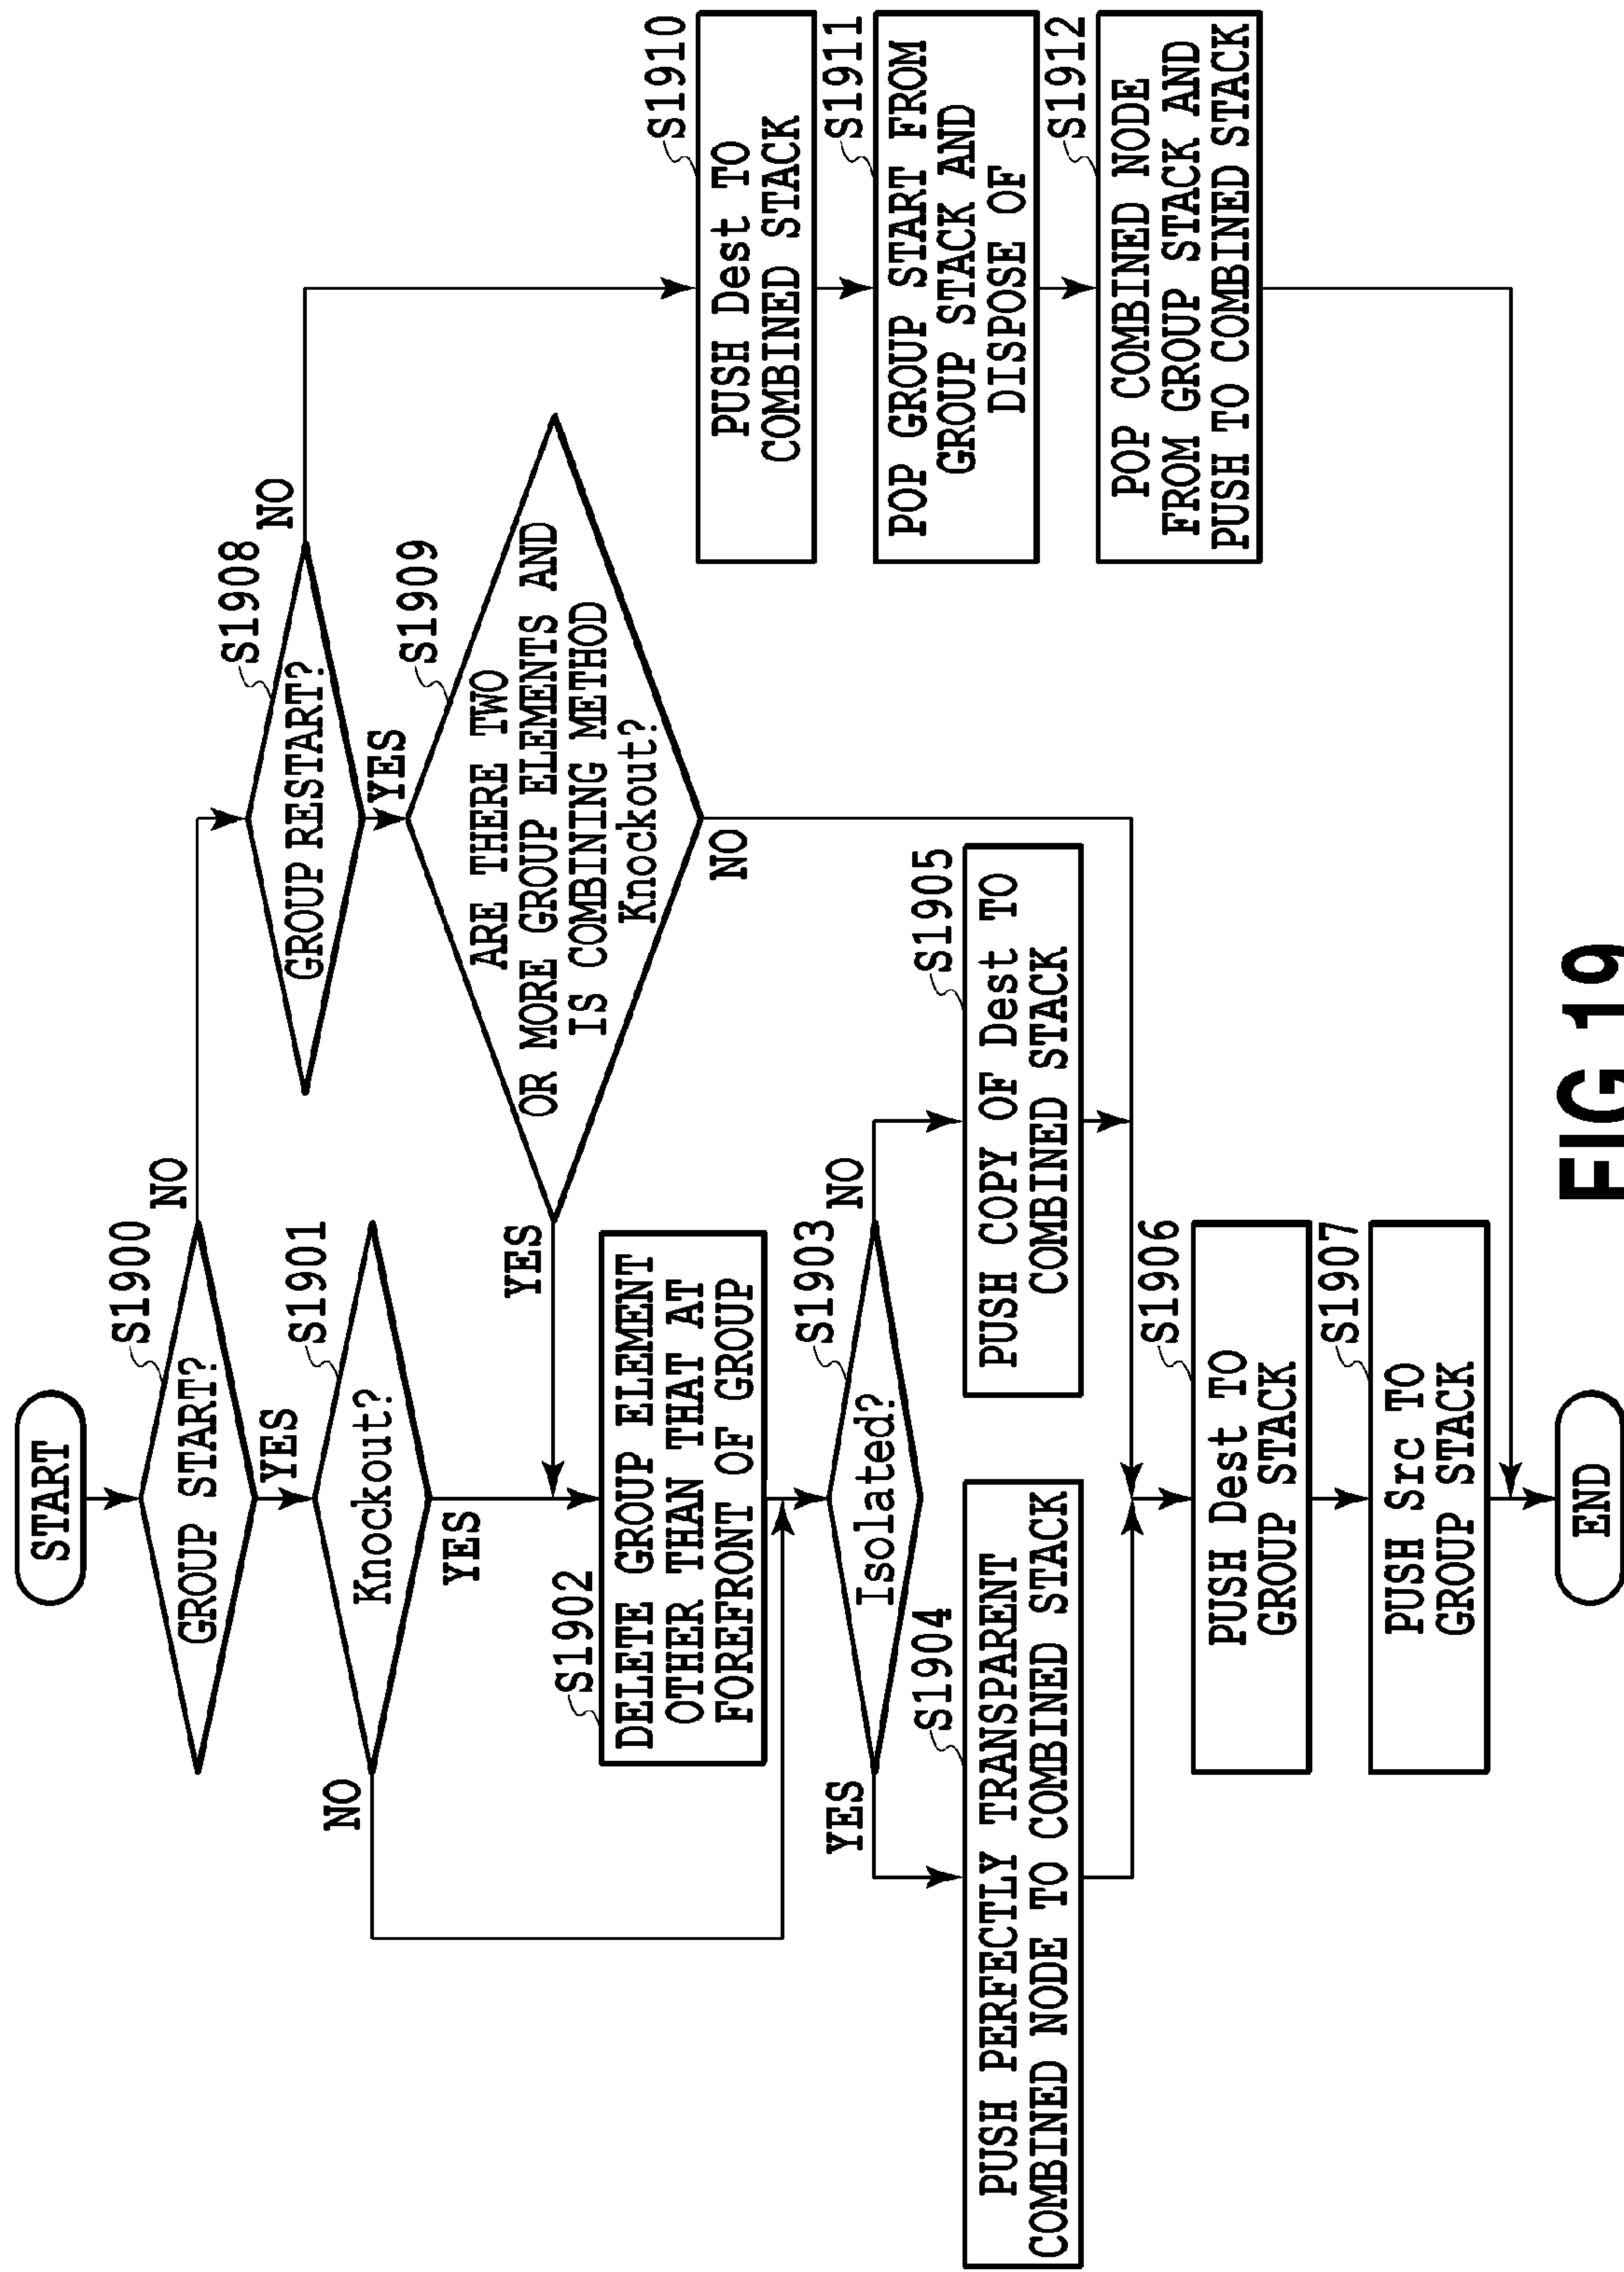 START
S1900
GROUP START?
NO
YES
S1901
Knockout?
NO
YES
S1902
DELETE GROUP ELEMENT
OTHER THAN THAT AT
FOREFRONT OF GROUP
S1903
Isolated?
YES
NO
S1904
PUSH PERFECTLY TRANSPARENT
COMBINED NODE TO COMBINED STACK
S1905
PUSH COPY OF Dest TO
COMBINED STACK
S1906
PUSH Dest TO
GROUP STACK
S1907
PUSH Src TO
GROUP STACK
END
S1908
GROUP RESTART?
NO
YES
S1909
ARE THERE TWO
OR MORE GROUP ELEMENTS AND
IS COMBINING METHOD
Knockout?
YES
NO
S1910
PUSH Dest TO
COMBINED STACK
S1911
POP GROUP START FROM
GROUP STACK AND
DISPOSE OF
S1912
POP COMBINED NODE
FROM GROUP STACK AND
PUSH TO COMBINED STACK
FIG.19